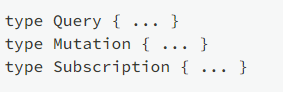 type Query { ... }
type Mutation { ... }
type Subscription { ... }